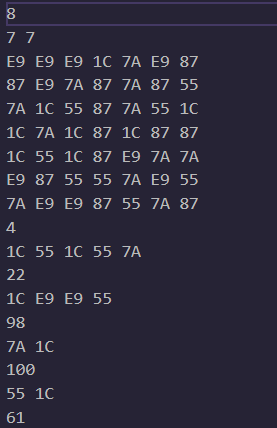 8
7 7
E9 E9 E9 1C 7A E9 87
87 E9 7A 87 7A 87 55
7A 1C 55 87 7A 55 1C
1C 7A 1C 87 1C 87 87
1C 55 1C 87 E9 7A 7A
E9 87 55 55 7A E9 55
7A E9 E9 87 55 7A 87
4
1C 55 1C 55 7A
22
1C E9 E9 55
98
7A 1C
100
55 1C
61